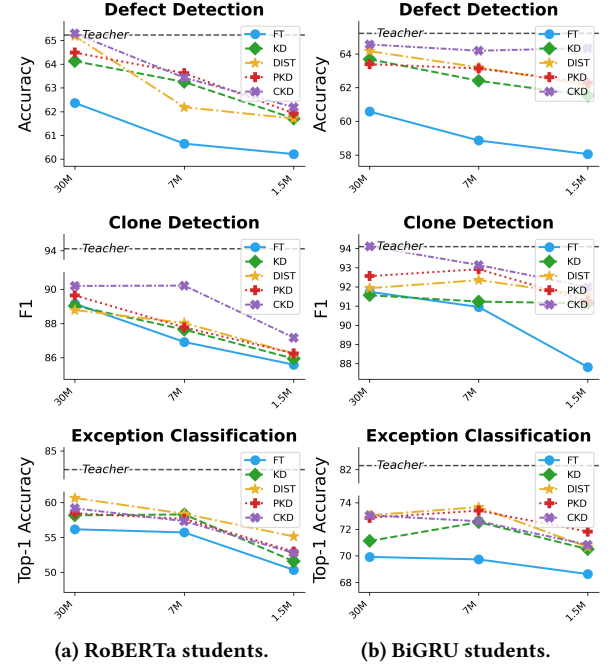 Defect Detection
Defect Detection
Accuracy
65
64
63
62
61
60
Teacher
FT
KD
DIST
PKD
CKD
30M
7M
1.5M
Accuracy
64
62
60
58
Teacher
FT
KD
DIST
PKD
CKD
30M
7M
1.5M
Clone Detection
Clone Detection
F1
94
90
88
86
Teacher
FT
KD
DIST
PKD
CKD
30M
7M
1.5M
F1
94
93
92
91
90
89
88
Teacher
FT
KD
DIST
PKD
CKD
30M
7M
1.5M
Exception Classification
Exception Classification
Top-1 Accuracy
85
60
55
50
Teacher
FT
KD
DIST
PKD
CKD
30M
7M
1.5M
Top-1 Accuracy
82
74
72
70
68
Teacher
FT
KD
DIST
PKD
CKD
30M
7M
1.5M
(a) RoBERTa students.
(b) BiGRU students.